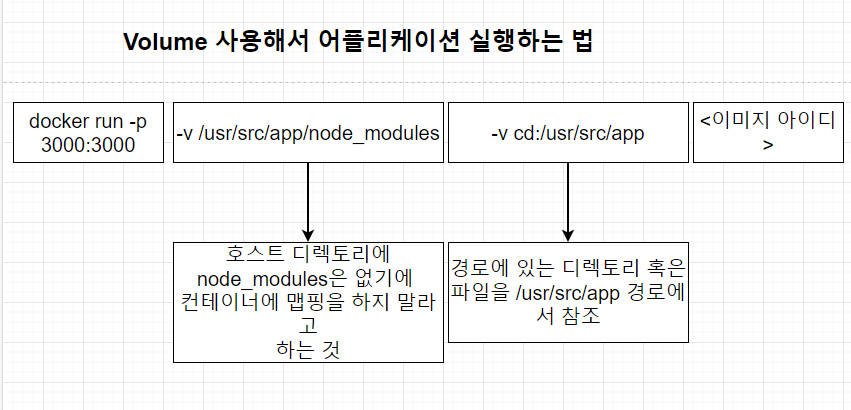 Volume 사용해서 어플리케이션 실행하는 법
docker run -p
3000:3000
-v /usr/src/app/node_modules
-v cd:/usr/src/app
<이미지 아이디
>
호스트 디렉토리에
node_modules은 없기에
컨테이너에 맵핑을 하지 말라
고
하는 것
경로에 있는 디렉토리 혹은
파일을 /usr/src/app 경로에
서 참조